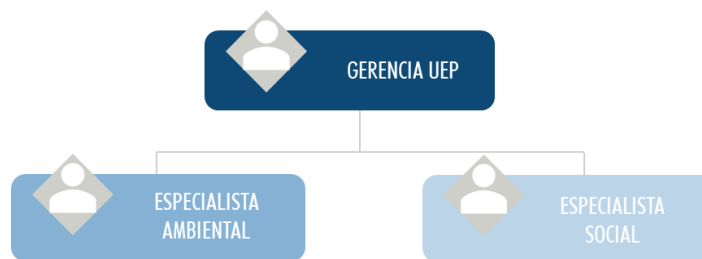 GERENCIA UEP
ESPECIALISTA
AMBIENTAL
ESPECIALISTA
SOCIAL